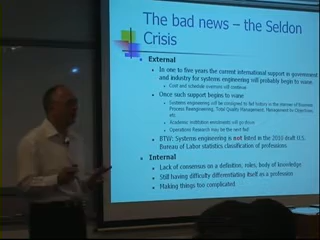 The bad news – the Seldon
Crisis
External
In one to five years the current international support in government
and industry for systems engineering will probably begin to wane
Cost and schedule overruns will continue
Once such support begins to wane
Systems engineering will be consigned to fad history in the manner of Business
Process Reengineering, Total Quality Management, Management by Objectives,
etc.
Academic institution enrolments will go down
Operations Research may be the next fad
BTW: Systems engineering is not listed in the 2010 draft U.S.
Bureau of Labor statistics classification of professions
Internal
Lack of consensus on a definition, roles, body of knowledge
Still having difficulty differentiating itself as a profession
Making things too complicated